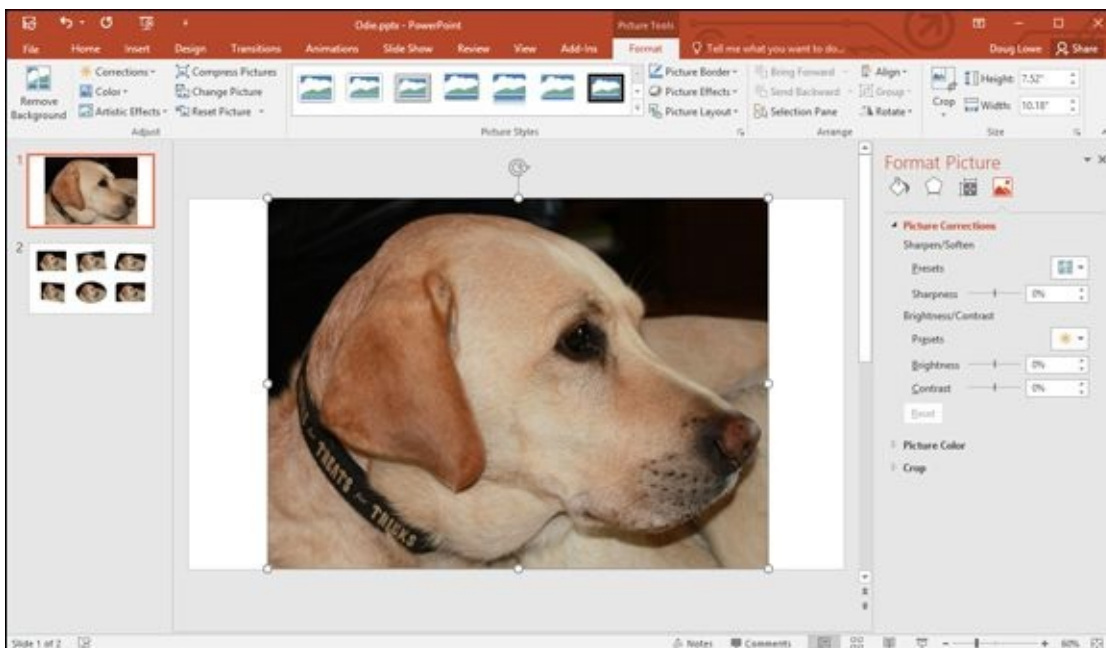 Odie.pptx - PowerPoint
Picture Tools
File Home Insert Design Transitions Animations Slide Show Review View Add-Ins Format Tell me what you want to do... Doug Lowe Share
Remove Background
Corrections
Color
Artistic Effects
Compress Pictures
Change Picture
Reset Picture
Adjust
Picture Styles
Picture Border
Picture Effects
Picture Layout
Bring Forward
Send Backward
Selection Pane
Align
Group
Rotate
Arrange
Crop
Height: 7.52"
Width: 10.18"
Size
1
2
TREATS for TRICKS
Format Picture
Picture Corrections
Sharpen/Soften
Presets
Sharpness 0%
Brightness/Contrast
Presets
Brightness 0%
Contrast 0%
Reset
Picture Color
Crop
Slide 1 of 2 Notes Comments 60%